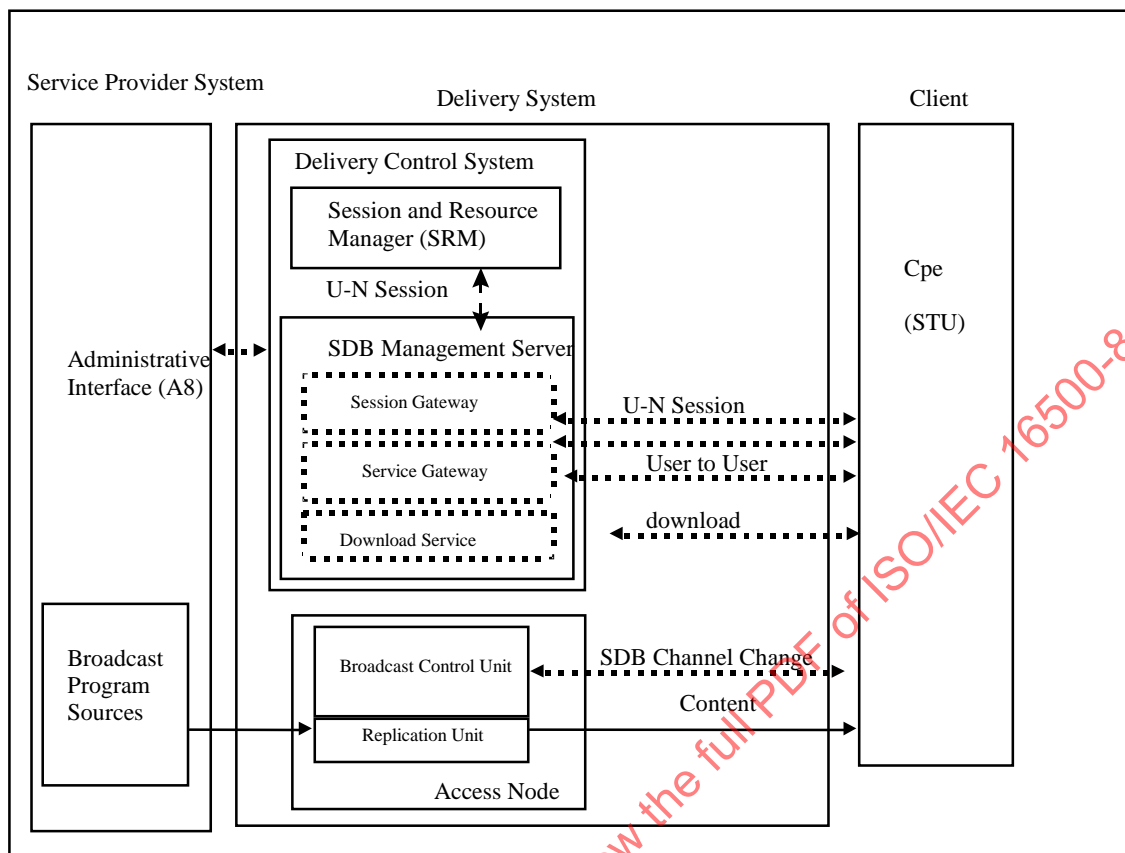 Service Provider System
Delivery System
Client
Delivery Control System
Session and Resource
Manager (SRM)
U-N Session
SDB Management Server
Administrative
Interface (A8)
Session Gateway
Service Gateway
Download Service
U-N Session
User to User
download
Cpe
(STU)
Broadcast
Program
Sources
Broadcast Control Unit
Replication Unit
Access Node
SDB Channel Change
Content
the full PDF of ISO/IEC 16500-8